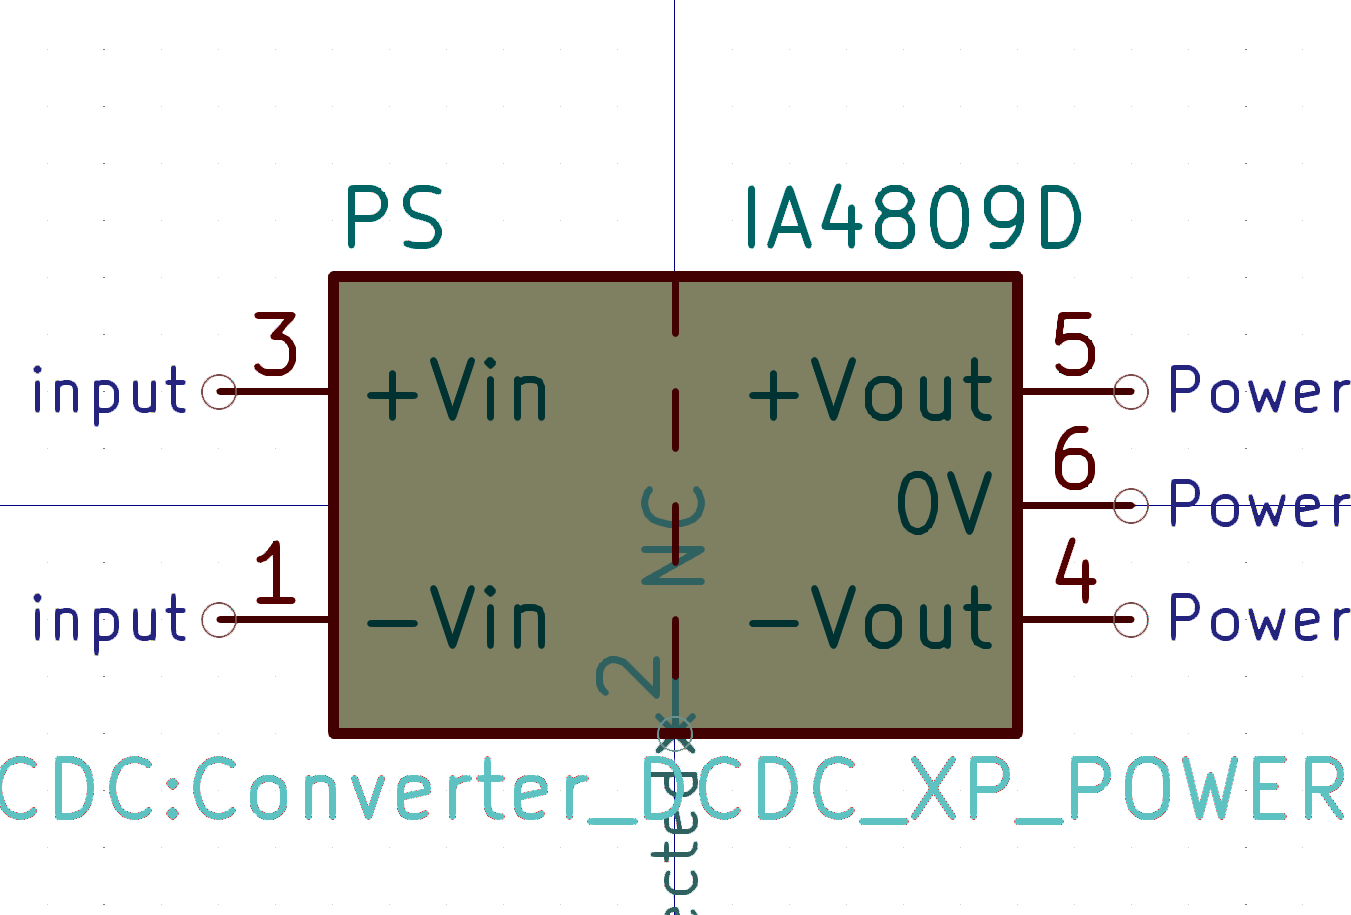 PS IA4809D
3 5
input +Vin +Vout Power
6
NC 0V Power
1 4
input -Vin -Vout Power
2
CDC:Converter_DCDC_XP_POWER
ected